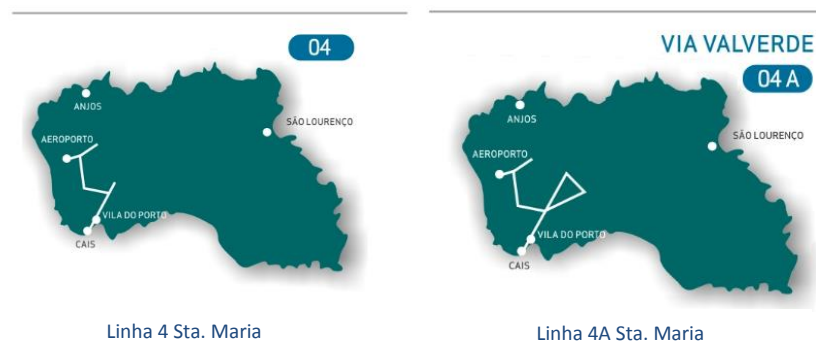 04
ANJOS
SÃO LOURENÇO
AEROPORTO
VILA DO PORTO
CAIS
Linha 4 Sta. Maria
VIA VALVERDE
04 A
ANJOS
SÃO LOURENÇO
AEROPORTO
VILA DO PORTO
CAIS
Linha 4A Sta. Maria